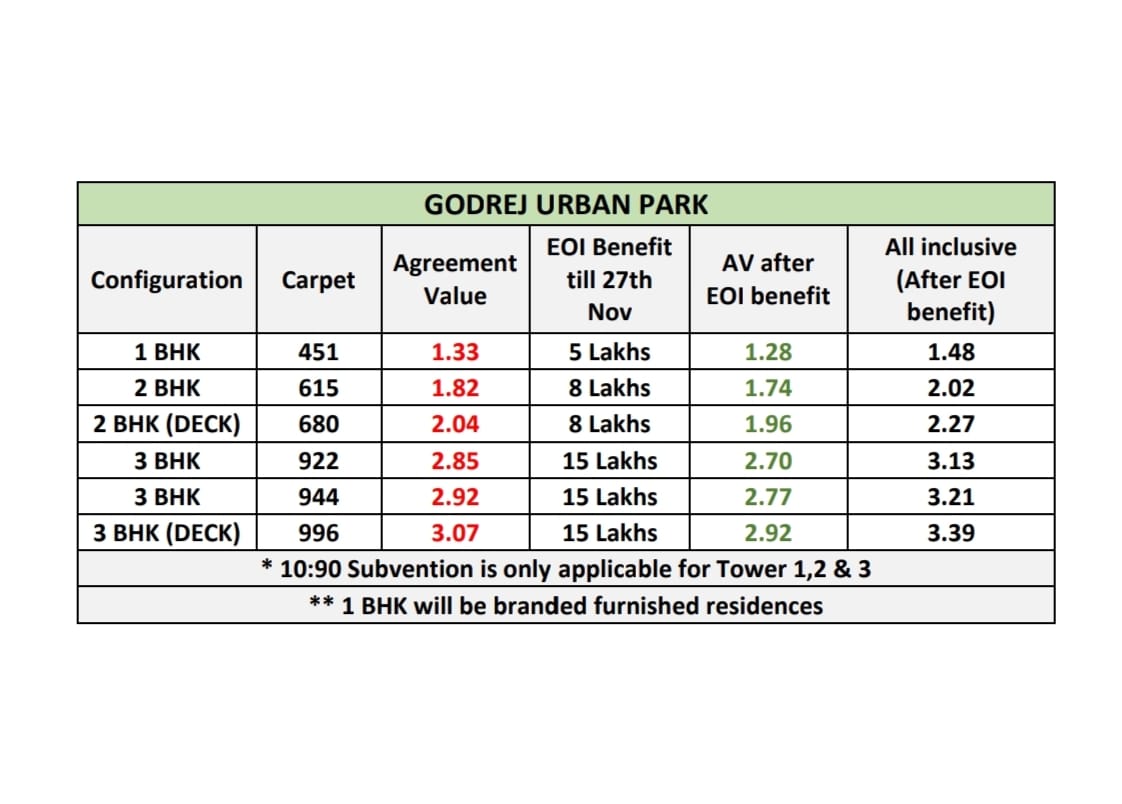 GODREJ URBAN PARK
Configuration Carpet Agreement Value EOI Benefit till 27th Nov AV after EOI benefit All inclusive (After EOI benefit)
1 BHK 451 1.33 5 Lakhs 1.28 1.48
2 BHK 615 1.82 8 Lakhs 1.74 2.02
2 BHK (DECK) 680 2.04 8 Lakhs 1.96 2.27
3 BHK 922 2.85 15 Lakhs 2.70 3.13
3 BHK 944 2.92 15 Lakhs 2.77 3.21
3 BHK (DECK) 996 3.07 15 Lakhs 2.92 3.39
* 10:90 Subvention is only applicable for Tower 1,2 & 3
** 1 BHK will be branded furnished residences